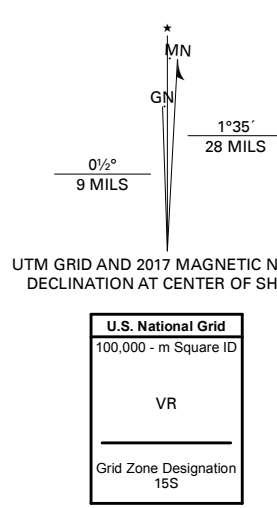 ★
MN
GN
1°35´
28 MILS
0½°
9 MILS
UTM GRID AND 2017 MAGNETIC N
DECLINATION AT CENTER OF SH
U.S. National Grid
100,000 - m Square ID
VR
Grid Zone Designation
15S